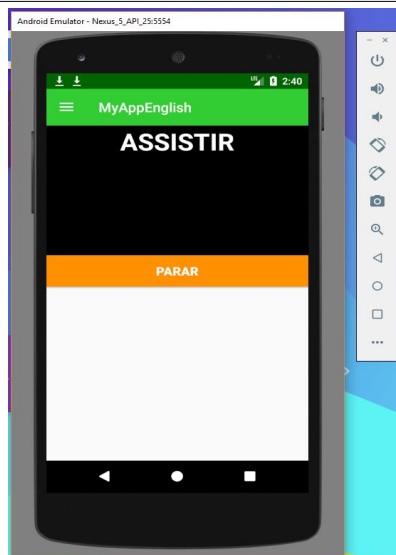 Android Emulator - Nexus_5_API_25:5554
2:40
MyAppEnglish
ASSISTIR
PARAR